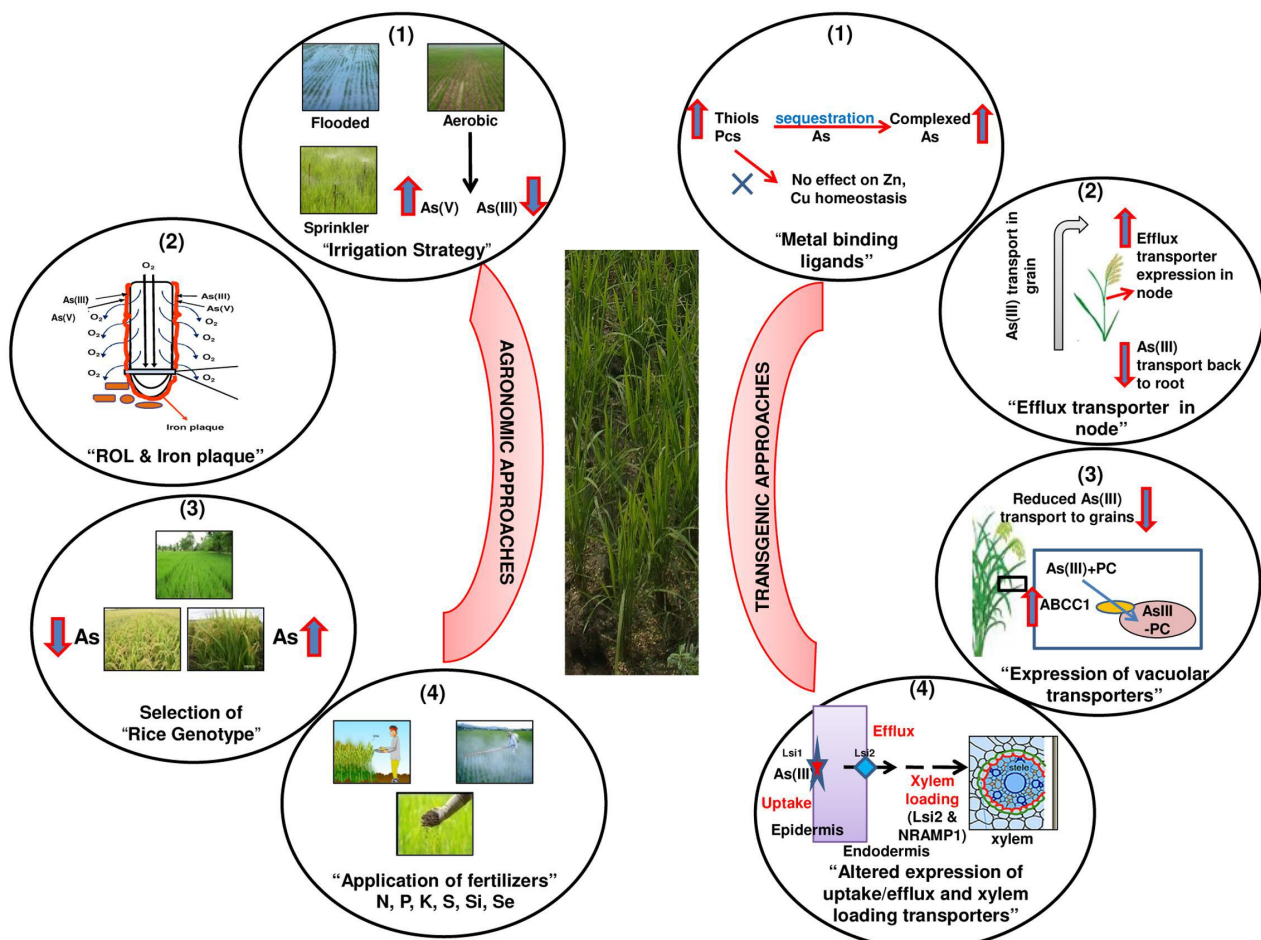 (1)
Flooded
Aerobic
Sprinkler
As(V)
As(III)
“Irrigation Strategy”
(2)
O₂
As(III)
As(III)
As(V)
As(V)
O₂
O₂
O₂
O₂
O₂
O₂
O₂
O₂
Iron plaque
“ROL & Iron plaque”
(3)
As
As
Selection of
“Rice Genotype”
(4)
“Application of fertilizers”
N, P, K, S, Si, Se
AGRONOMIC APPROACHES
TRANSGENIC APPROACHES
(1)
Thiols
Pcs
sequestration
As
Complexed
As
No effect on Zn,
Cu homeostasis
“Metal binding
ligands”
(2)
As(III) transport in
grain
Efflux
transporter
expression in
node
As(III)
transport back
to root
“Efflux transporter in
node”
(3)
Reduced As(III)
transport to grains
As(III)+PC
ABCC1
AsIII
-PC
“Expression of vacuolar
transporters”
(4)
Efflux
Lsi1
Lsi2
As(III)
Uptake
Epidermis
Endodermis
Xylem
loading
(Lsi2 &
NRAMP1)
stele
xylem
“Altered expression of
uptake/efflux and xylem
loading transporters”